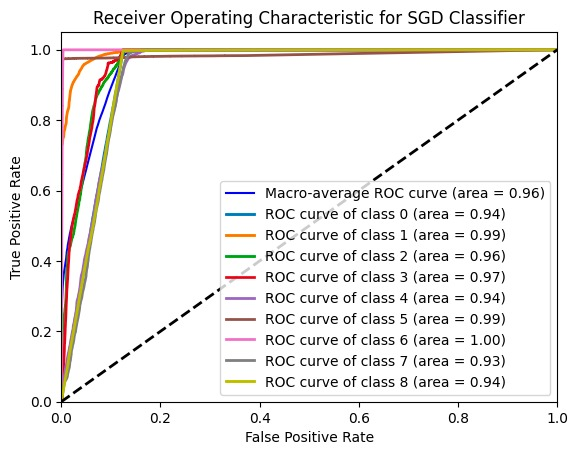 Receiver Operating Characteristic for SGD Classifier
1.0
0.8
0.6
0.4
0.2
0.0
True Positive Rate
Macro-average ROC curve (area = 0.96)
ROC curve of class 0 (area = 0.94)
ROC curve of class 1 (area = 0.99)
ROC curve of class 2 (area = 0.96)
ROC curve of class 3 (area = 0.97)
ROC curve of class 4 (area = 0.94)
ROC curve of class 5 (area = 0.99)
ROC curve of class 6 (area = 1.00)
ROC curve of class 7 (area = 0.93)
ROC curve of class 8 (area = 0.94)
0.0 0.2 0.4 0.6 0.8 1.0
False Positive Rate